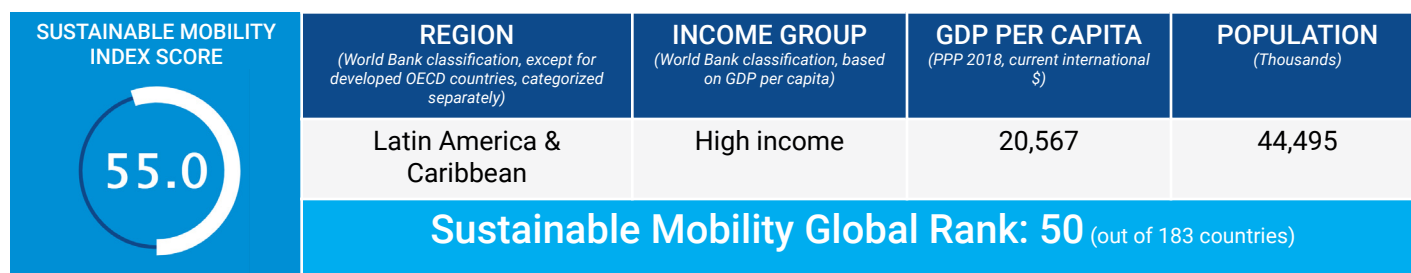 SUSTAINABLE MOBILITY
INDEX SCORE
55.0
REGION
(World Bank classification, except for
developed OECD countries, categorized
separately)
INCOME GROUP
(World Bank classification, based
on GDP per capita)
GDP PER CAPITA
(PPP 2018, current international
$)
POPULATION
(Thousands)
Latin America &
Caribbean
High income
20,567
44,495
Sustainable Mobility Global Rank: 50 (out of 183 countries)